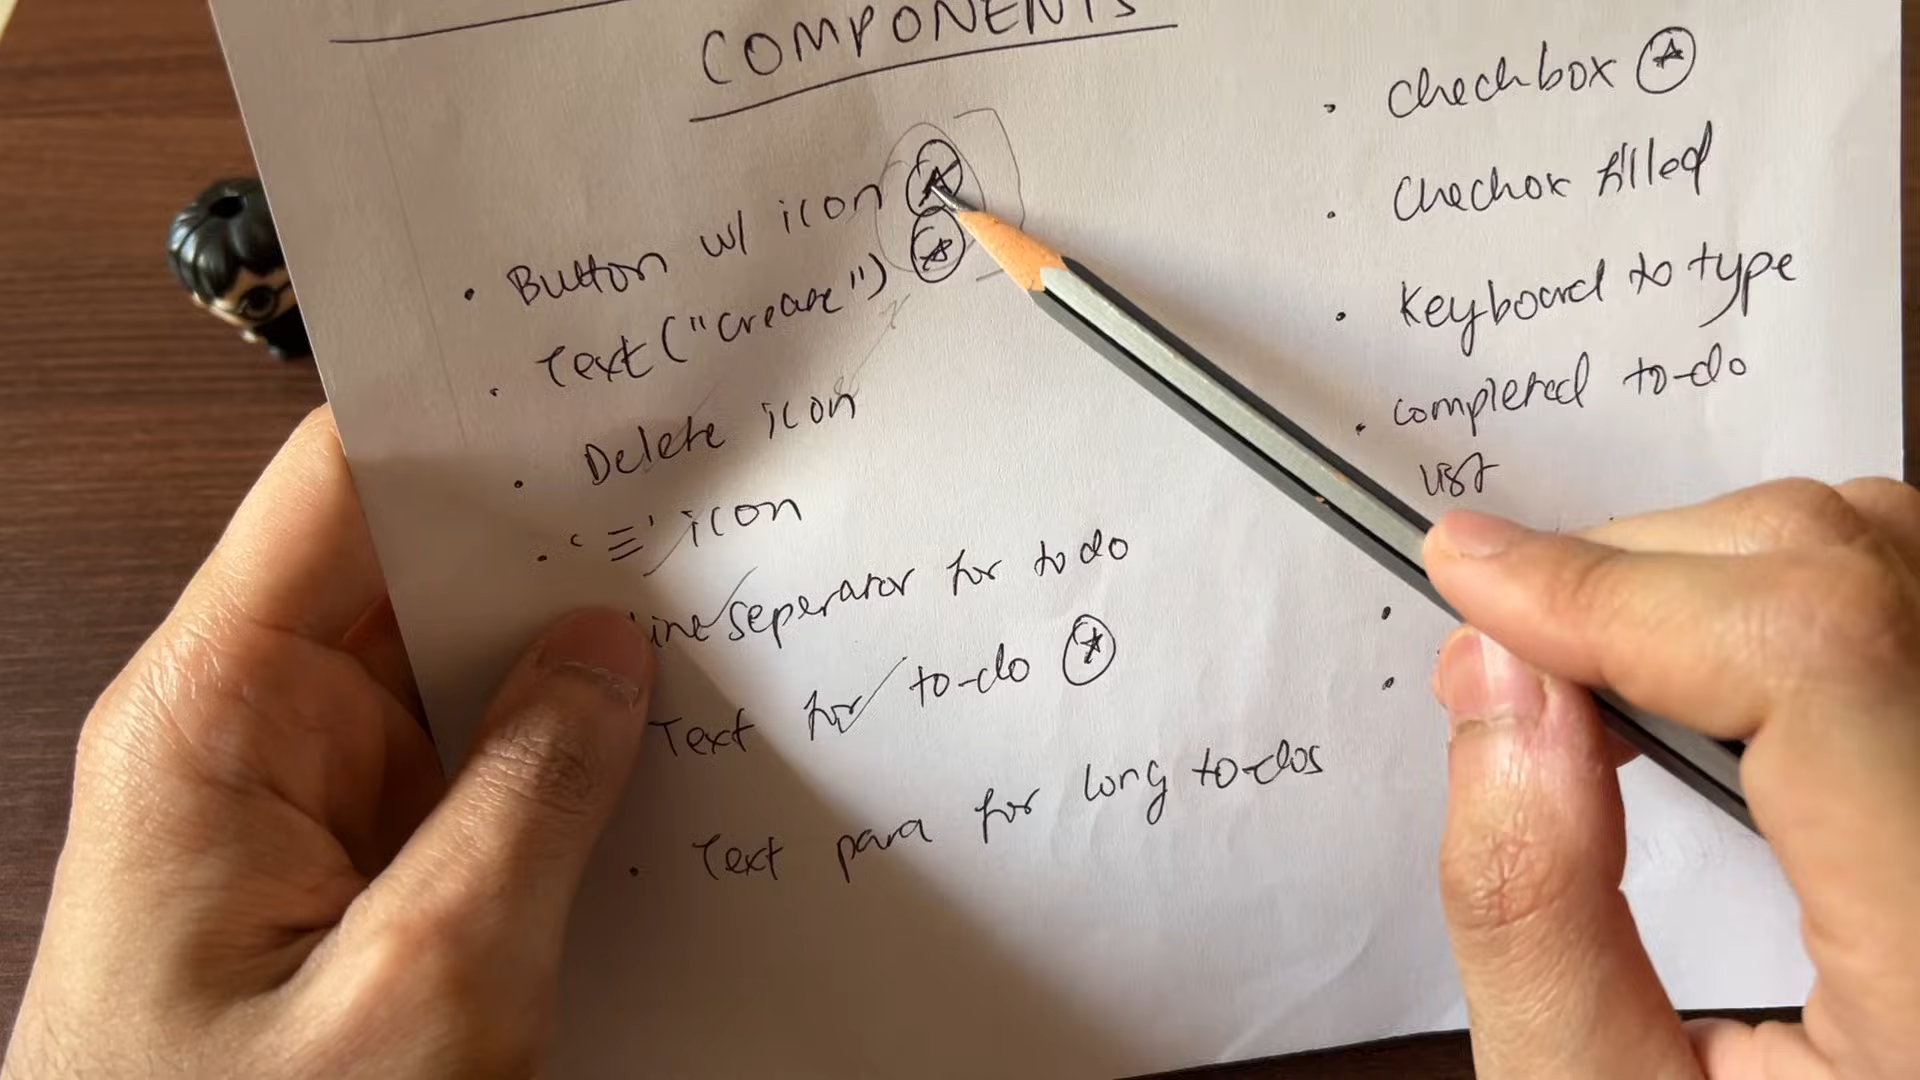 COMPONENTS
• Button w/ icon ★
• Text ("Create") ★
• Delete icon
• '≡' icon
line seperator for to do
Text for to-do ★
• Text para for long to-dos
• Checkbox ★
• Checkox filled
• Keyboard to type
• completed to-do
list